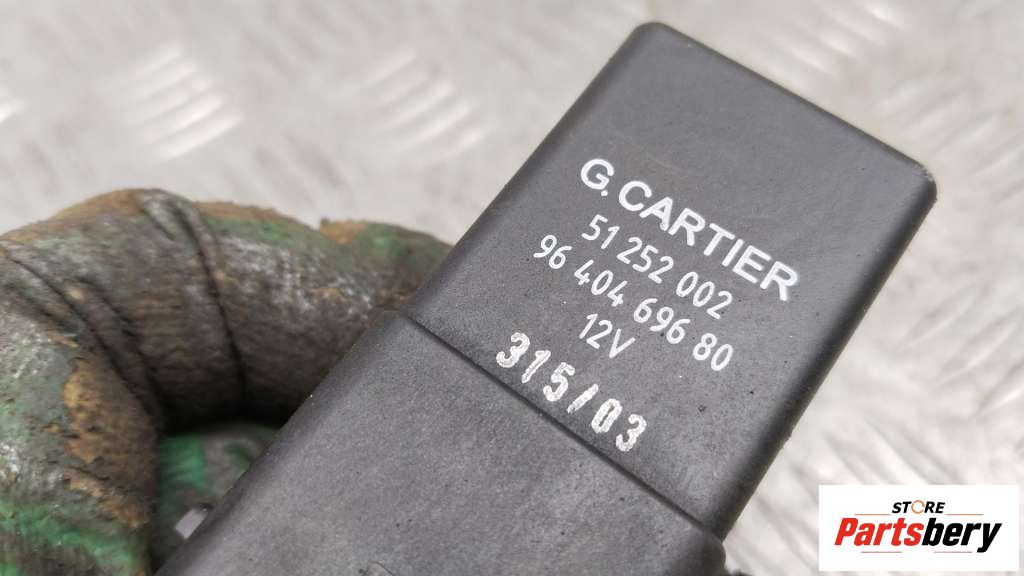 G.CARTIER
51 252 002
96 404 696 80
12V
315/03
STORE
Partsbery